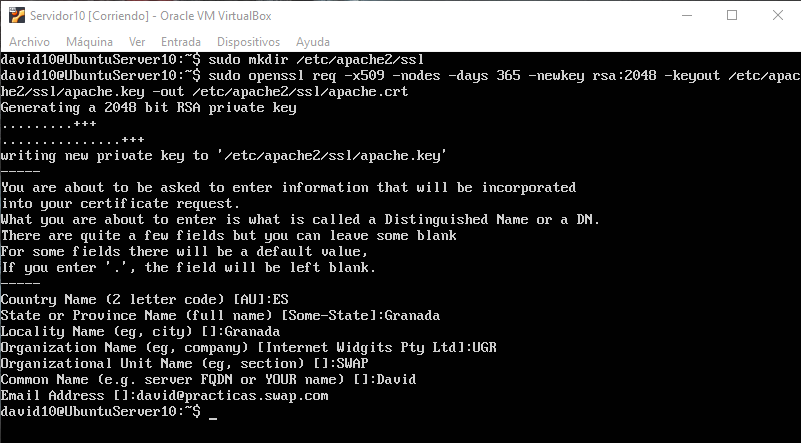 Servidor10 [Corriendo] - Oracle VM VirtualBox
Archivo Máquina Ver Entrada Dispositivos Ayuda
david10@UbuntuServer10:~$ sudo mkdir /etc/apache2/ssl
david10@UbuntuServer10:~$ sudo openssl req -x509 -nodes -days 365 -newkey rsa:2048 -keyout /etc/apac
he2/ssl/apache.key -out /etc/apache2/ssl/apache.crt
Generating a 2048 bit RSA private key
.........+++
...............+++
writing new private key to '/etc/apache2/ssl/apache.key'
-----
You are about to be asked to enter information that will be incorporated
into your certificate request.
What you are about to enter is what is called a Distinguished Name or a DN.
There are quite a few fields but you can leave some blank
For some fields there will be a default value,
If you enter '.', the field will be left blank.
-----
Country Name (2 letter code) [AU]:ES
State or Province Name (full name) [Some-State]:Granada
Locality Name (eg, city) []:Granada
Organization Name (eg, company) [Internet Widgits Pty Ltd]:UGR
Organizational Unit Name (eg, section) []:SWAP
Common Name (e.g. server FQDN or YOUR name) []:David
Email Address []:david@practicas.swap.com
david10@UbuntuServer10:~$ _